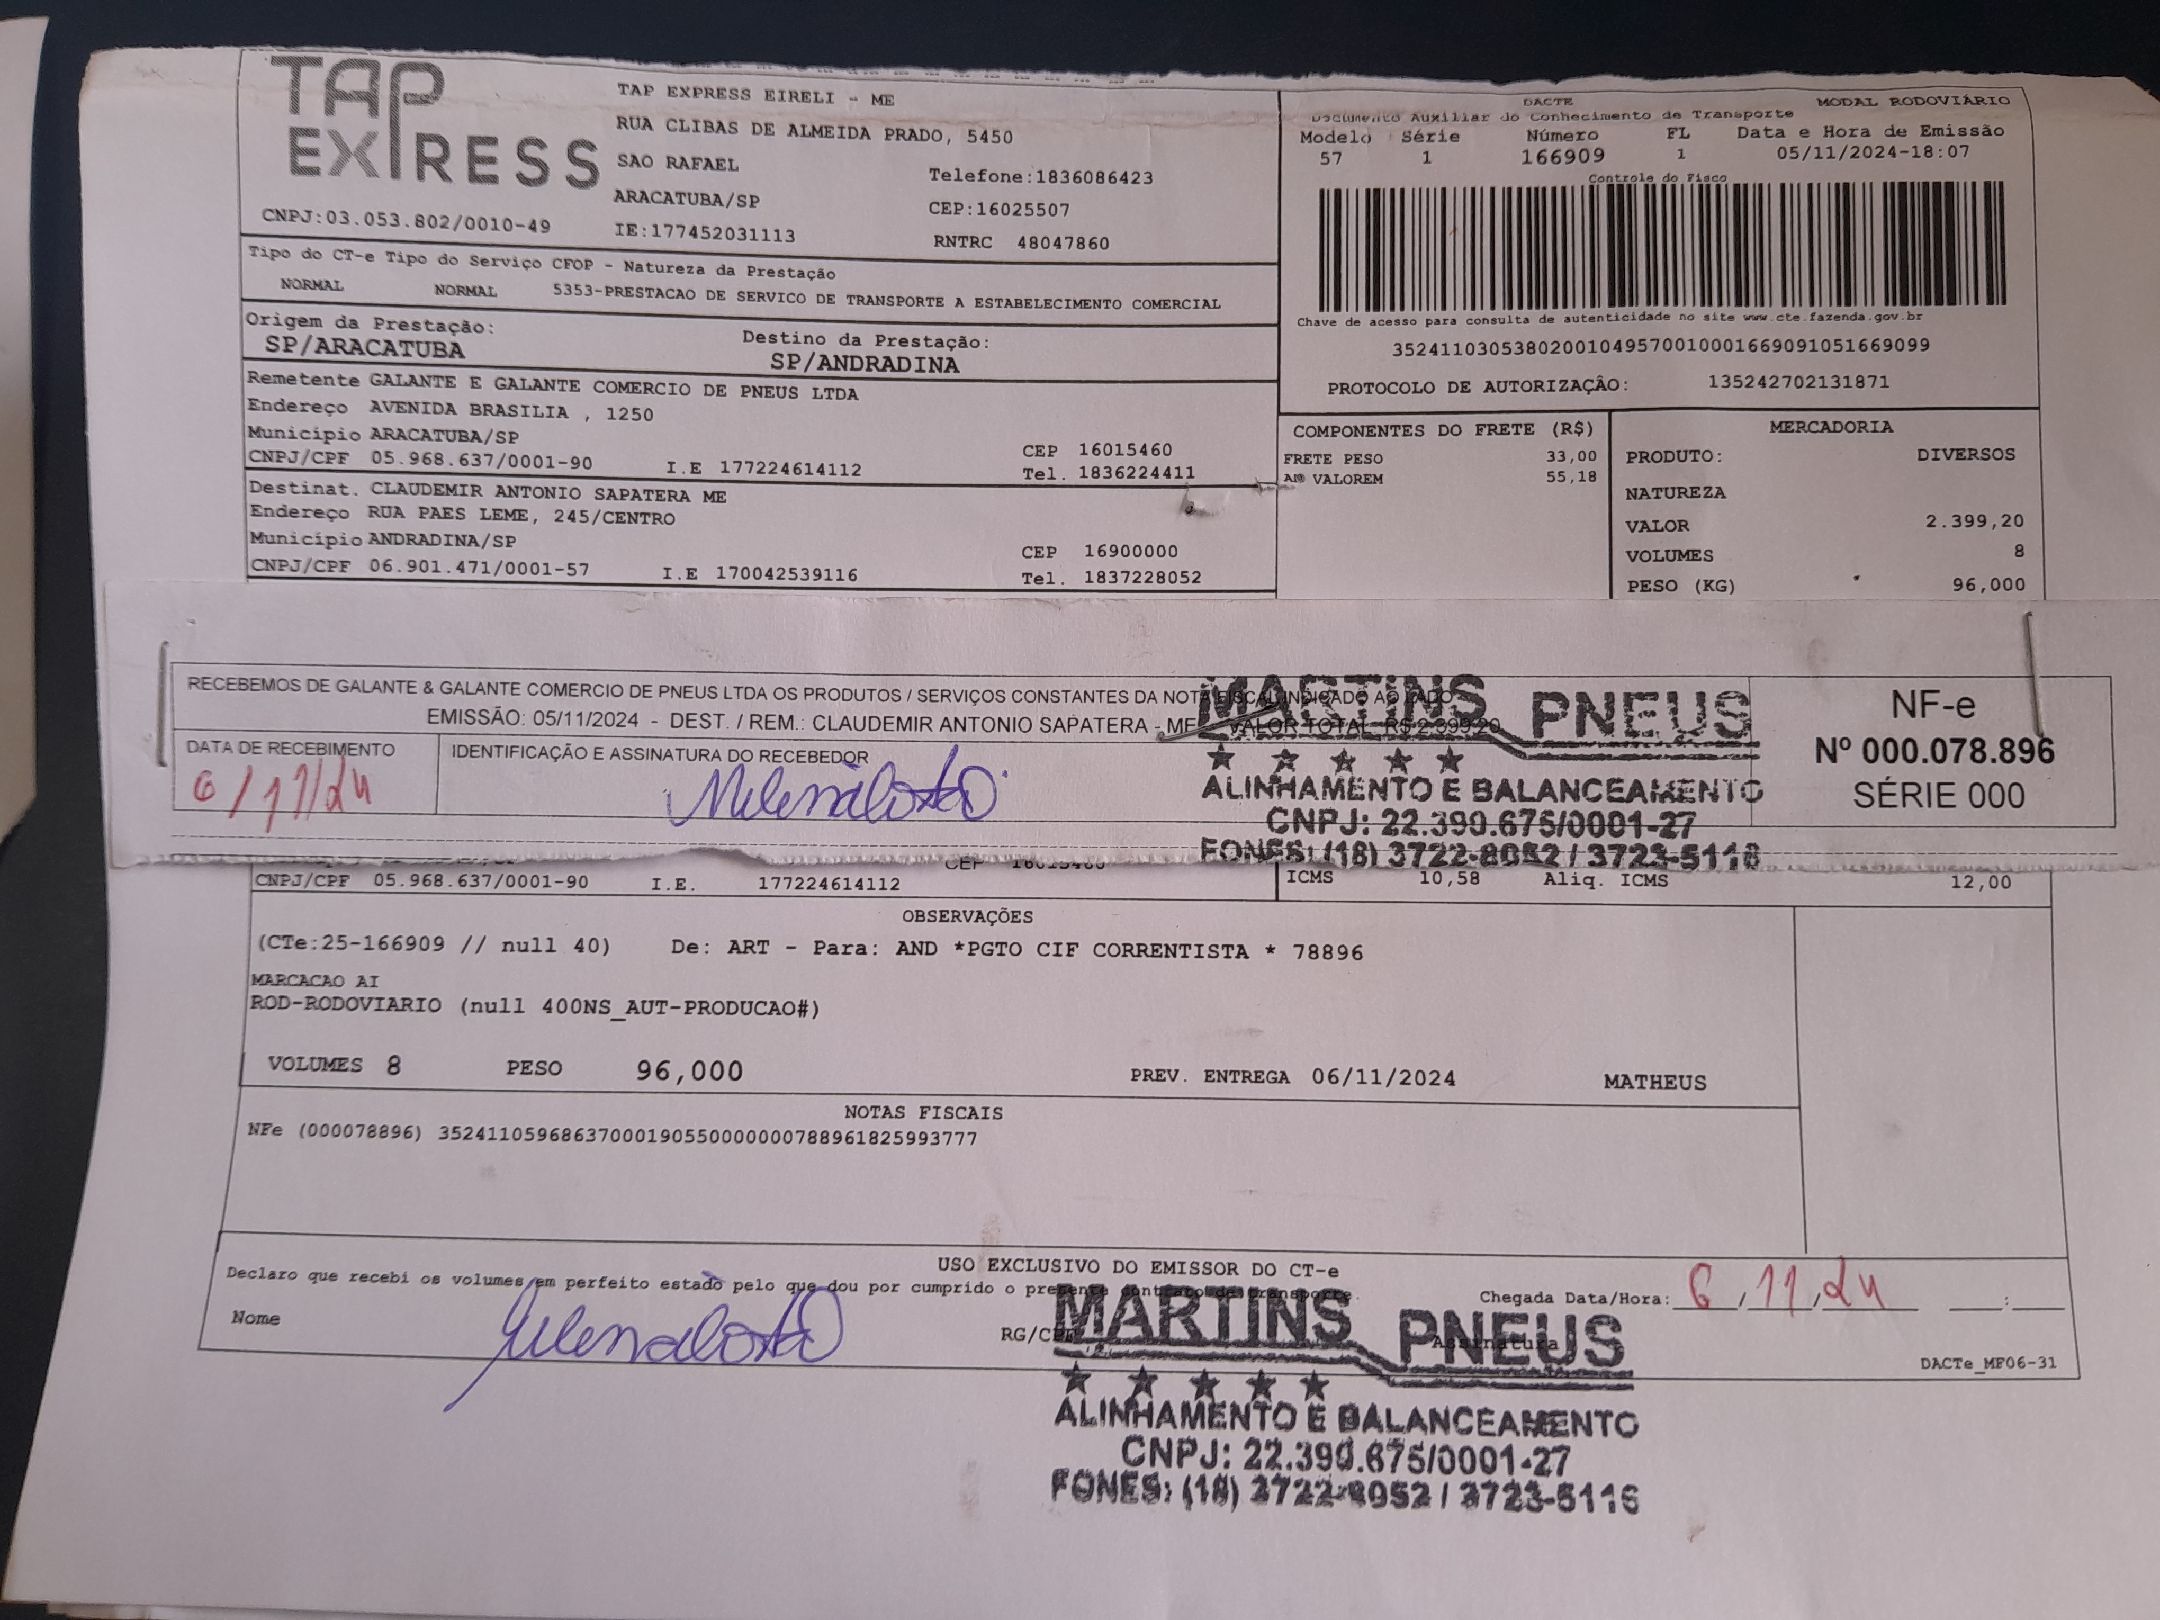 TAP EXPRESS
TAP EXPRESS EIRELI - ME
RUA CLIBAS DE ALMEIDA PRADO, 5450
SAO RAFAEL
Telefone:1836086423
ARACATUBA/SP
CEP:16025507
CNPJ:03.053.802/0010-49
IE:177452031113
RNTRC 48047860
DACTE MODAL RODOVIÁRIO
Documento Auxiliar do Conhecimento de Transporte
Modelo Série Número FL Data e Hora de Emissão
57 1 166909 1 05/11/2024-18:07
Controle do Fisco
Chave de acesso para consulta de autenticidade no site www.cte.fazenda.gov.br
35241103053802001049570010001669091051669099
PROTOCOLO DE AUTORIZAÇÃO: 135242702131871
Tipo do CT-e Tipo do Serviço CFOP - Natureza da Prestação
NORMAL NORMAL 5353-PRESTACAO DE SERVICO DE TRANSPORTE A ESTABELECIMENTO COMERCIAL
Origem da Prestação: Destino da Prestação:
SP/ARACATUBA SP/ANDRADINA
Remetente GALANTE E GALANTE COMERCIO DE PNEUS LTDA
Endereço AVENIDA BRASILIA , 1250
Município ARACATUBA/SP CEP 16015460
CNPJ/CPF 05.968.637/0001-90 I.E 177224614112 Tel. 1836224411
Destinat. CLAUDEMIR ANTONIO SAPATERA ME
Endereço RUA PAES LEME, 245/CENTRO
Município ANDRADINA/SP CEP 16900000
CNPJ/CPF 06.901.471/0001-57 I.E 170042539116 Tel. 1837228052
COMPONENTES DO FRETE (R$)
FRETE PESO 33,00
AD VALOREM 55,18
MERCADORIA
PRODUTO: DIVERSOS
NATUREZA
VALOR 2.399,20
VOLUMES 8
PESO (KG) 96,000
RECEBEMOS DE GALANTE & GALANTE COMERCIO DE PNEUS LTDA OS PRODUTOS / SERVIÇOS CONSTANTES DA NOTA FISCAL INDICADO AO LADO
EMISSÃO: 05/11/2024 - DEST. / REM.: CLAUDEMIR ANTONIO SAPATERA - ME VALOR TOTAL R$ 2.399,20
DATA DE RECEBIMENTO IDENTIFICAÇÃO E ASSINATURA DO RECEBEDOR
6/11/24
MARTINS PNEUS
ALINHAMENTO E BALANCEAMENTO
CNPJ: 22.390.675/0001-27
FONES: (18) 3722-8052 / 3723-5116
NF-e
Nº 000.078.896
SÉRIE 000
CEP 16015460
CNPJ/CPF 05.968.637/0001-90 I.E. 177224614112
ICMS 10,58 Aliq. ICMS 12,00
OBSERVAÇÕES
(CTe:25-166909 // null 40) De: ART - Para: AND *PGTO CIF CORRENTISTA * 78896
MARCACAO AI
ROD-RODOVIARIO (null 400NS_AUT-PRODUCAO#)
VOLUMES 8 PESO 96,000 PREV. ENTREGA 06/11/2024 MATHEUS
NOTAS FISCAIS
NFe (000078896) 35241105968637000190550000000788961825993777
USO EXCLUSIVO DO EMISSOR DO CT-e
Declaro que recebi os volumes em perfeito estado pelo que dou por cumprido o presente contrato de transporte.
Chegada Data/Hora: 6/11/24 :
Nome RG/CPF Assinatura
DACTe_MF06-31
MARTINS PNEUS
ALINHAMENTO E BALANCEAMENTO
CNPJ: 22.390.675/0001-27
FONES: (18) 3722-8052 / 3723-5116